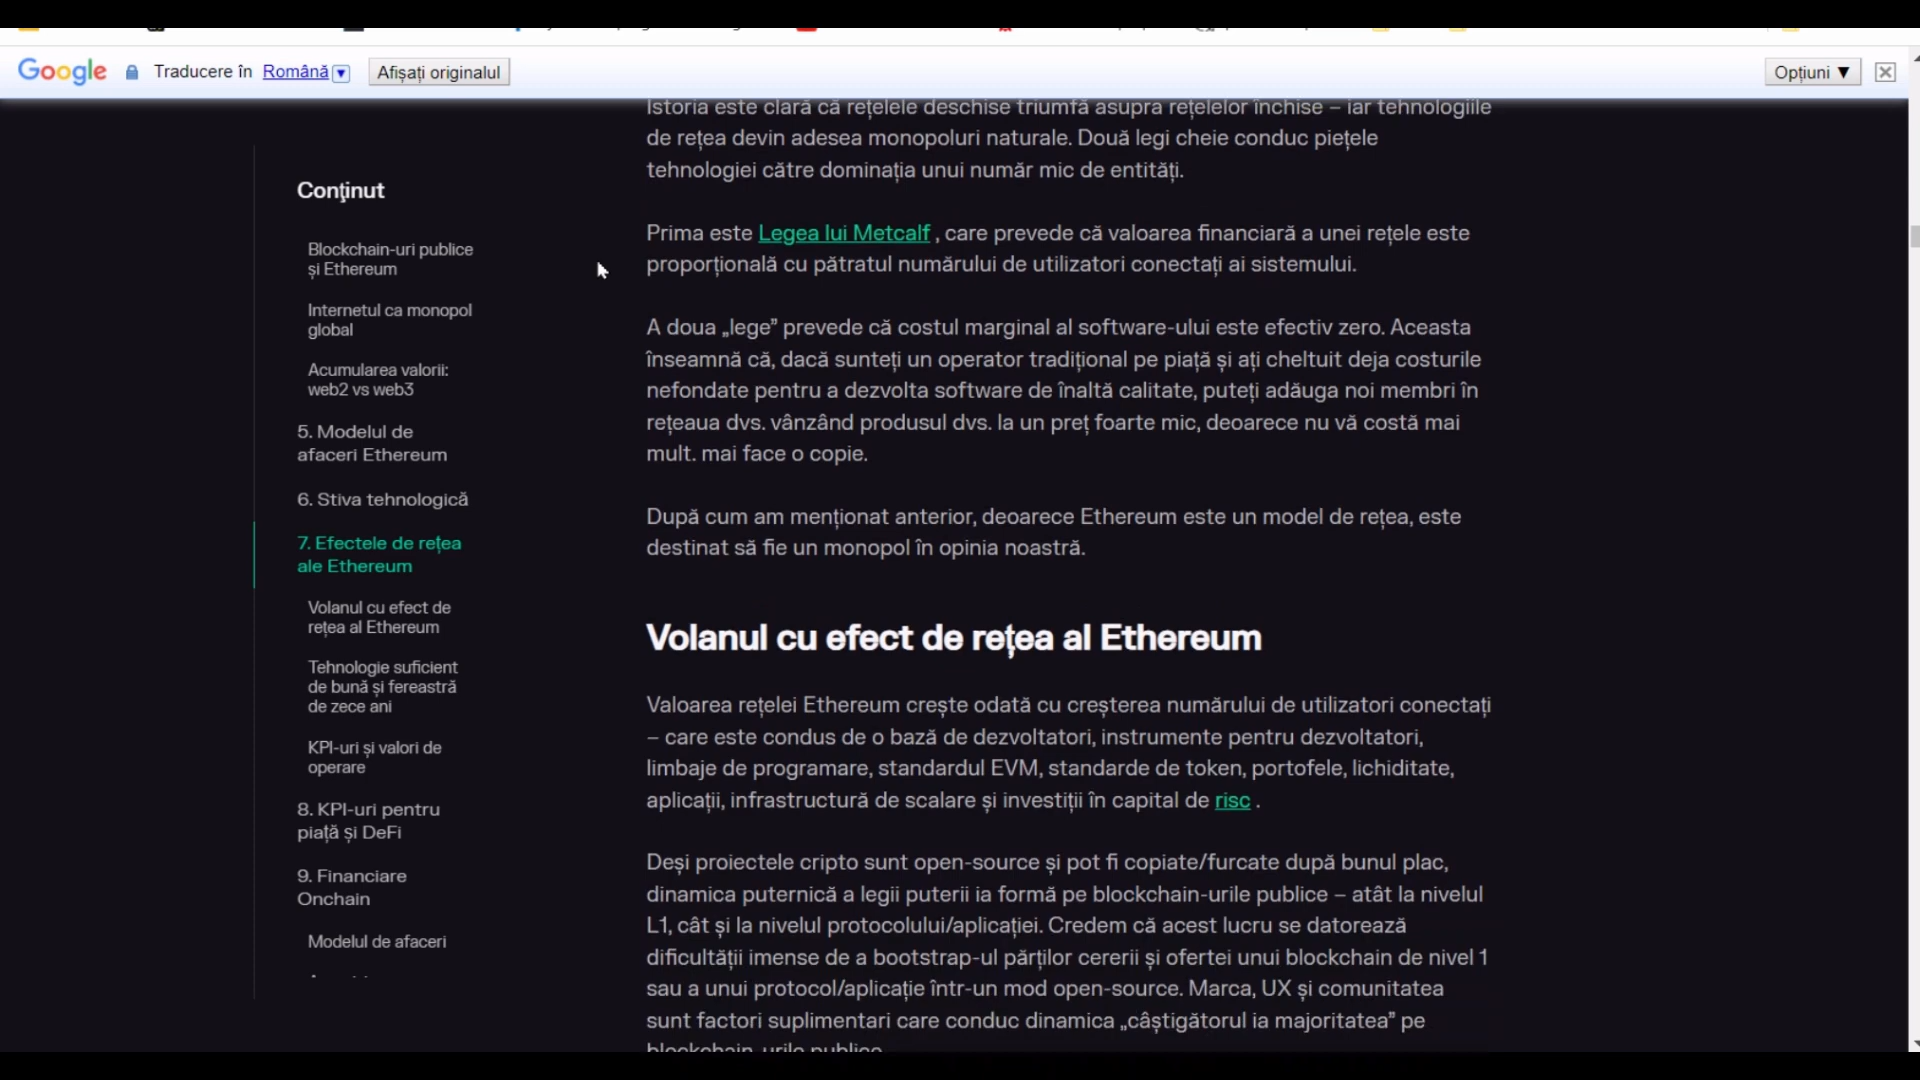 Google Traducere în Română Afișați originalul Opțiuni ▼
Conținut
Blockchain-uri publice
și Ethereum
Internetul ca monopol
global
Acumularea valorii:
web2 vs web3
5. Modelul de
afaceri Ethereum
6. Stiva tehnologică
7. Efectele de rețea
ale Ethereum
Volanul cu efect de
rețea al Ethereum
Tehnologie suficient
de bună și fereastră
de zece ani
KPI-uri și valori de
operare
8. KPI-uri pentru
piață și DeFi
9. Financiare
Onchain
Modelul de afaceri
Istoria este clară că rețelele deschise triumfă asupra rețelelor închise – iar tehnologiile
de rețea devin adesea monopoluri naturale. Două legi cheie conduc piețele
tehnologiei către dominația unui număr mic de entități.
Prima este Legea lui Metcalf , care prevede că valoarea financiară a unei rețele este
proporțională cu pătratul numărului de utilizatori conectați ai sistemului.
A doua „lege” prevede că costul marginal al software-ului este efectiv zero. Aceasta
înseamnă că, dacă sunteți un operator tradițional pe piață și ați cheltuit deja costurile
nefondate pentru a dezvolta software de înaltă calitate, puteți adăuga noi membri în
rețeaua dvs. vânzând produsul dvs. la un preț foarte mic, deoarece nu vă costă mai
mult. mai face o copie.
După cum am menționat anterior, deoarece Ethereum este un model de rețea, este
destinat să fie un monopol în opinia noastră.
Volanul cu efect de rețea al Ethereum
Valoarea rețelei Ethereum crește odată cu creșterea numărului de utilizatori conectați
– care este condus de o bază de dezvoltatori, instrumente pentru dezvoltatori,
limbaje de programare, standardul EVM, standarde de token, portofele, lichiditate,
aplicații, infrastructură de scalare și investiții în capital de risc .
Deși proiectele cripto sunt open-source și pot fi copiate/furcate după bunul plac,
dinamica puternică a legii puterii ia formă pe blockchain-urile publice – atât la nivelul
L1, cât și la nivelul protocolului/aplicației. Credem că acest lucru se datorează
dificultății imense de a bootstrap-ul părților cererii și ofertei unui blockchain de nivel 1
sau a unui protocol/aplicație într-un mod open-source. Marca, UX și comunitatea
sunt factori suplimentari care conduc dinamica „câștigătorul ia majoritatea” pe
blockchain-urile publice.